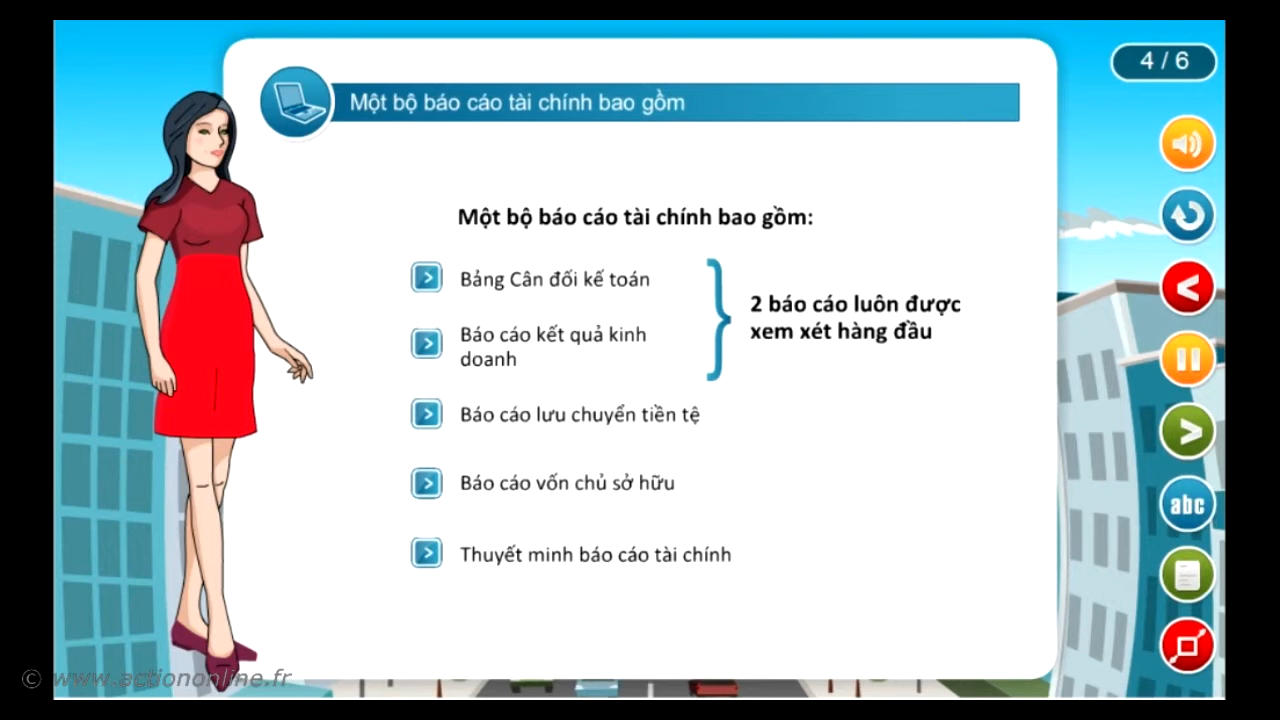 4 / 6
Một bộ báo cáo tài chính bao gồm
Một bộ báo cáo tài chính bao gồm:
Bảng Cân đối kế toán
Báo cáo kết quả kinh
doanh
2 báo cáo luôn được
xem xét hàng đầu
Báo cáo lưu chuyển tiền tệ
Báo cáo vốn chủ sở hữu
Thuyết minh báo cáo tài chính
abc
© www.actiononline.fr